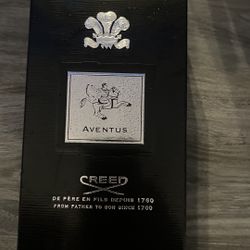 AVENTUS
CREED
DE PÈRE EN FILS DEPUIS 1760
FROM FATHER TO SON SINCE 1760